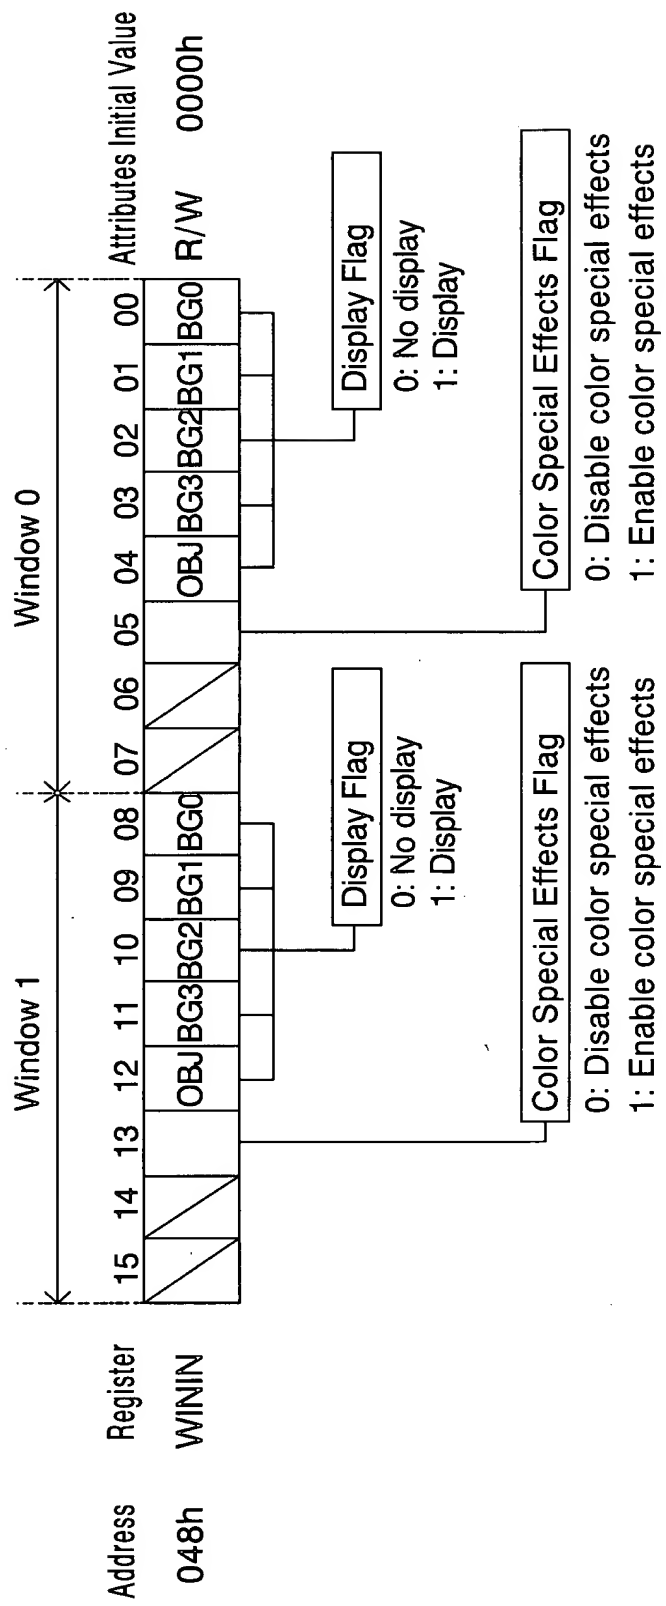 Window 1 Window 0
Address Register 15 14 13 12 11 10 09 08 07 06 05 04 03 02 01 00 Attributes Initial Value
048h WININ OBJ BG3 BG2 BG1 BG0 OBJ BG3 BG2 BG1 BG0 R/W 0000h
Display Flag
0: No display
1: Display
Display Flag
0: No display
1: Display
Color Special Effects Flag
0: Disable color special effects
1: Enable color special effects
Color Special Effects Flag
0: Disable color special effects
1: Enable color special effects